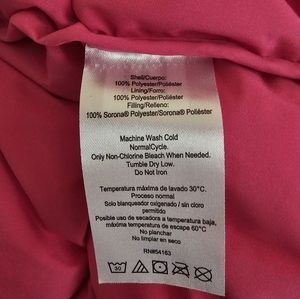 Shell/Cuerpo:
100% Polyester/Poliéster
Lining/Forro:
100% Polyester/Poliéster
Filling/Relleno:
100% Sorona® Polyester/Sorona® Poliéster
Machine Wash Cold
NormalCycle.
Only Non-Chlorine Bleach When Needed.
Tumble Dry Low.
Do Not Iron
Temperatura máxima de lavado 30°C.
Proceso normal
Solo blanqueador oxigenado / sin cloro
permitido
Posible uso de secadora a temperatura baja,
máxima temperatura de escape 60°C
No planchar
No limpiar en seco
30
RN#54163